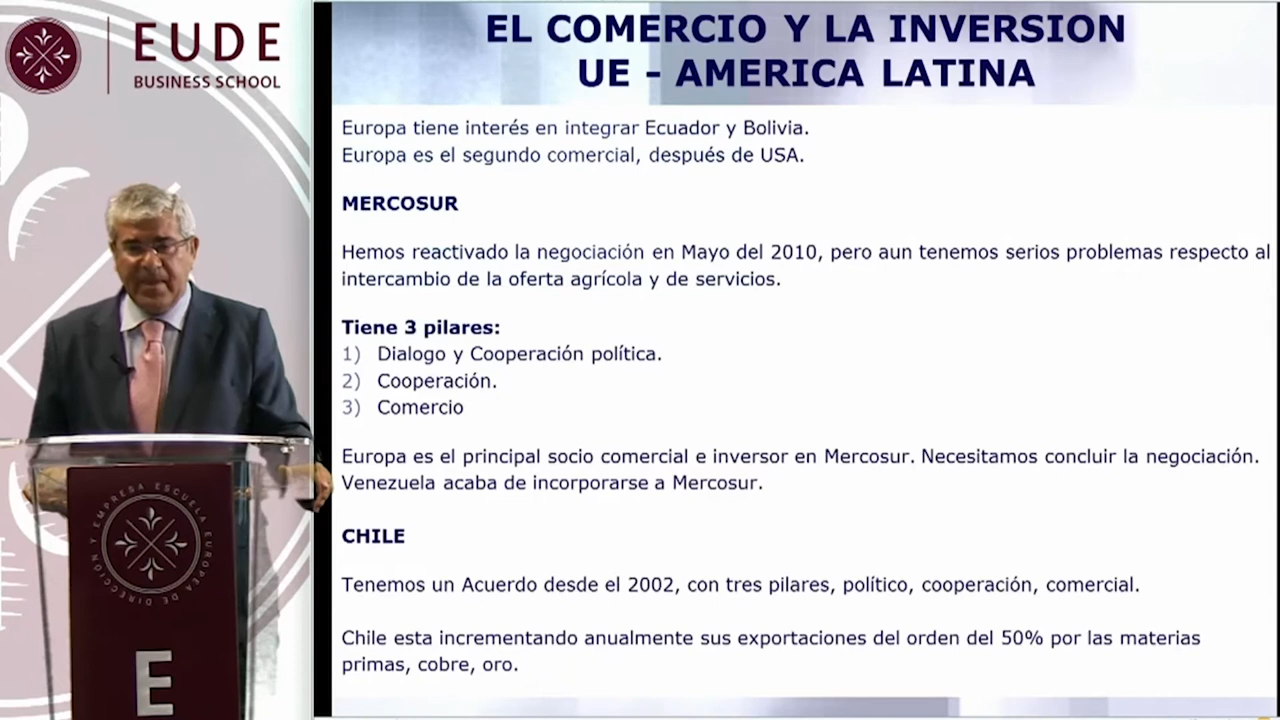 EUDE
BUSINESS SCHOOL
EL COMERCIO Y LA INVERSION
UE - AMERICA LATINA
Europa tiene interés en integrar Ecuador y Bolivia.
Europa es el segundo comercial, después de USA.
MERCOSUR
Hemos reactivado la negociación en Mayo del 2010, pero aun tenemos serios problemas respecto al
intercambio de la oferta agrícola y de servicios.
Tiene 3 pilares:
1) Dialogo y Cooperación política.
2) Cooperación.
3) Comercio
Europa es el principal socio comercial e inversor en Mercosur. Necesitamos concluir la negociación.
Venezuela acaba de incorporarse a Mercosur.
CHILE
Tenemos un Acuerdo desde el 2002, con tres pilares, político, cooperación, comercial.
Chile esta incrementando anualmente sus exportaciones del orden del 50% por las materias
primas, cobre, oro.
ESCUELA EUROPEA DE DIRECCIÓN Y EMPRESA
E